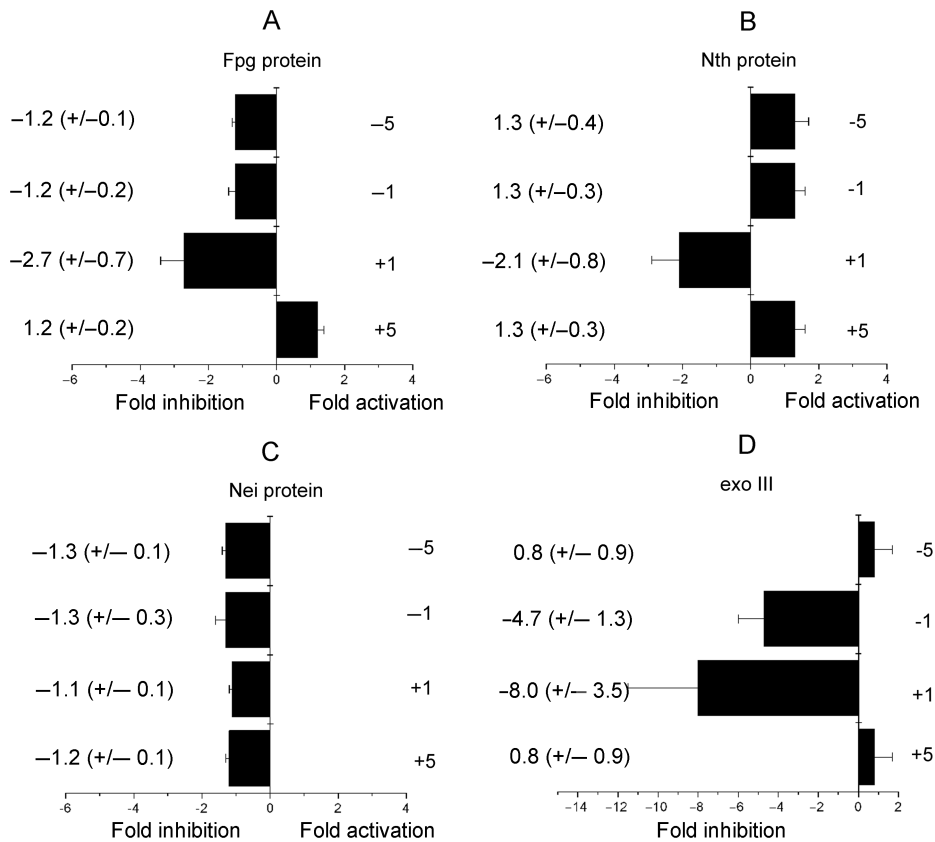 A
Fpg protein
–1.2 (+/–0.1) –5
–1.2 (+/–0.2) –1
–2.7 (+/–0.7) +1
1.2 (+/–0.2) +5
–6 –4 –2 0 2 4
Fold inhibition Fold activation
B
Nth protein
1.3 (+/–0.4) -5
1.3 (+/–0.3) -1
–2.1 (+/–0.8) +1
1.3 (+/–0.3) +5
–6 –4 –2 0 2 4
Fold inhibition Fold activation
C
Nei protein
–1.3 (+/– 0.1) –5
–1.3 (+/– 0.3) –1
–1.1 (+/– 0.1) +1
–1.2 (+/– 0.1) +5
-6 -4 -2 0 2 4
Fold inhibition Fold activation
D
exo III
0.8 (+/– 0.9) -5
–4.7 (+/– 1.3) -1
–8.0 (+/– 3.5) +1
0.8 (+/– 0.9) +5
–14 –12 –10 –8 –6 –4 –2 0 2
Fold inhibition